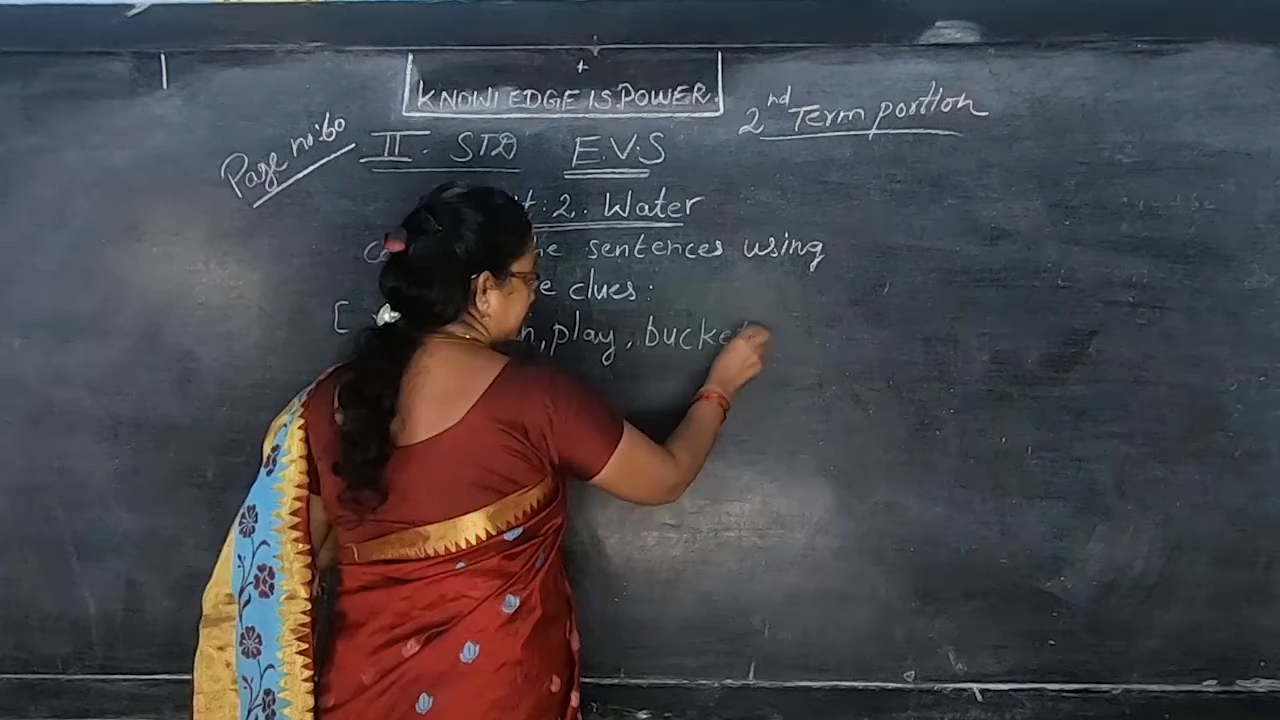 KNOWLEDGE IS POWER.
2nd Term portion
Page no:60
II. STD E.V.S
2. Water
sentences using
clues:
[ play, bucket